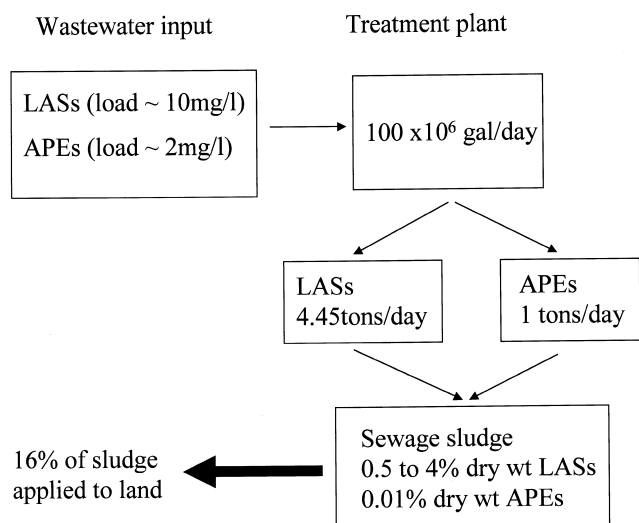 Wastewater input
Treatment plant
LASs (load ~ 10mg/l)
APEs (load ~ 2mg/l)
100 x10⁶ gal/day
LASs
4.45tons/day
APEs
1 tons/day
Sewage sludge
0.5 to 4% dry wt LASs
0.01% dry wt APEs
16% of sludge
applied to land